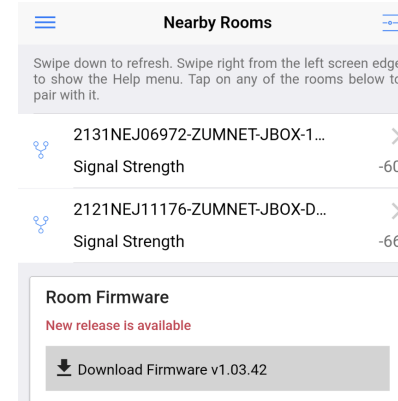 Nearby Rooms
Swipe down to refresh. Swipe right from the left screen edge
to show the Help menu. Tap on any of the rooms below to
pair with it.
2131NEJ06972-ZUMNET-JBOX-1...
Signal Strength
-60
2121NEJ11176-ZUMNET-JBOX-D...
Signal Strength
-66
Room Firmware
New release is available
Download Firmware v1.03.42